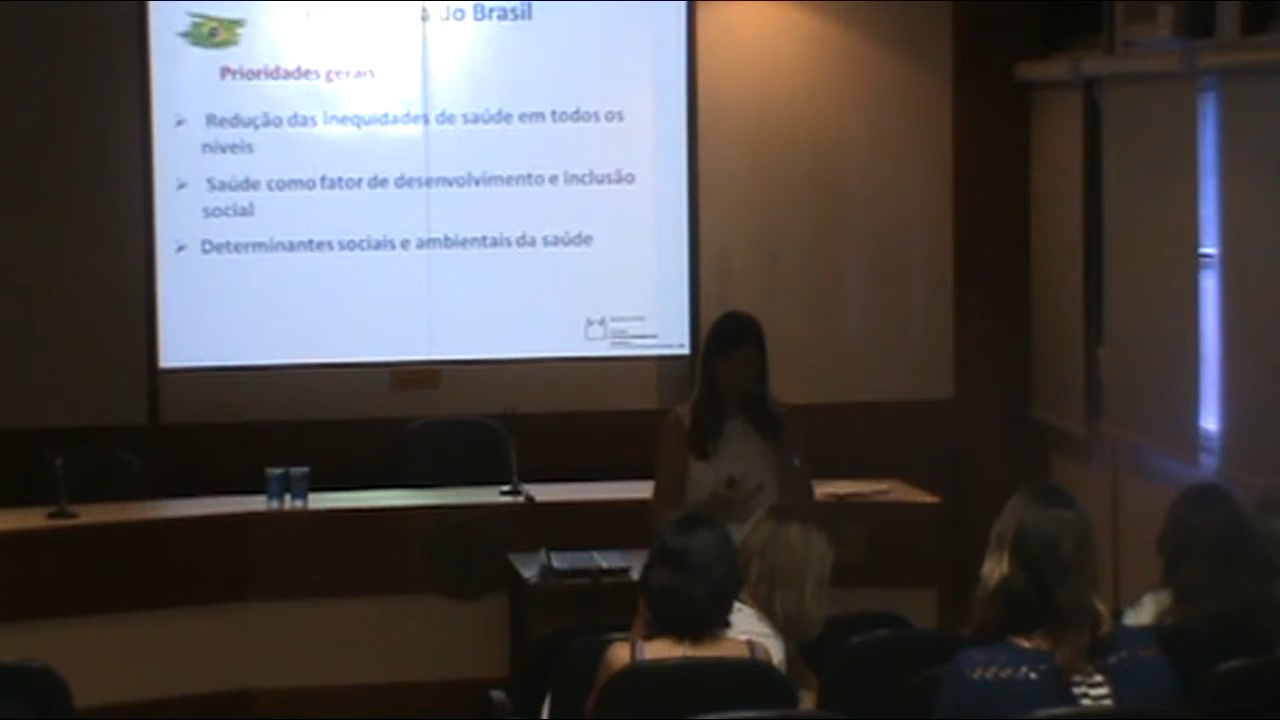 do Brasil
Prioridades gerais
Redução das Inequidades de saúde em todos os
níveis
Saúde como fator de desenvolvimento e inclusão
social
Determinantes sociais e ambientais da saúde